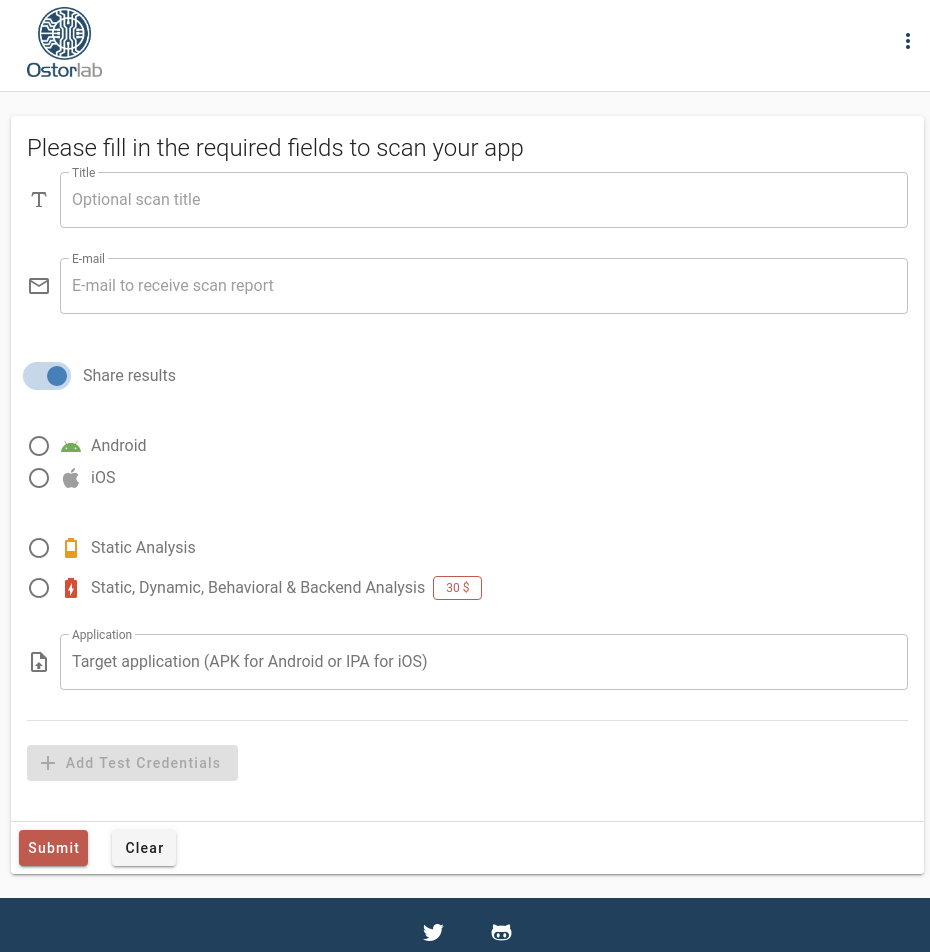 Ostorlab
Please fill in the required fields to scan your app
Title
Optional scan title
E-mail
E-mail to receive scan report
Share results
Android
iOS
Static Analysis
Static, Dynamic, Behavioral & Backend Analysis 30 $
Application
Target application (APK for Android or IPA for iOS)
Add Test Credentials
Submit Clear